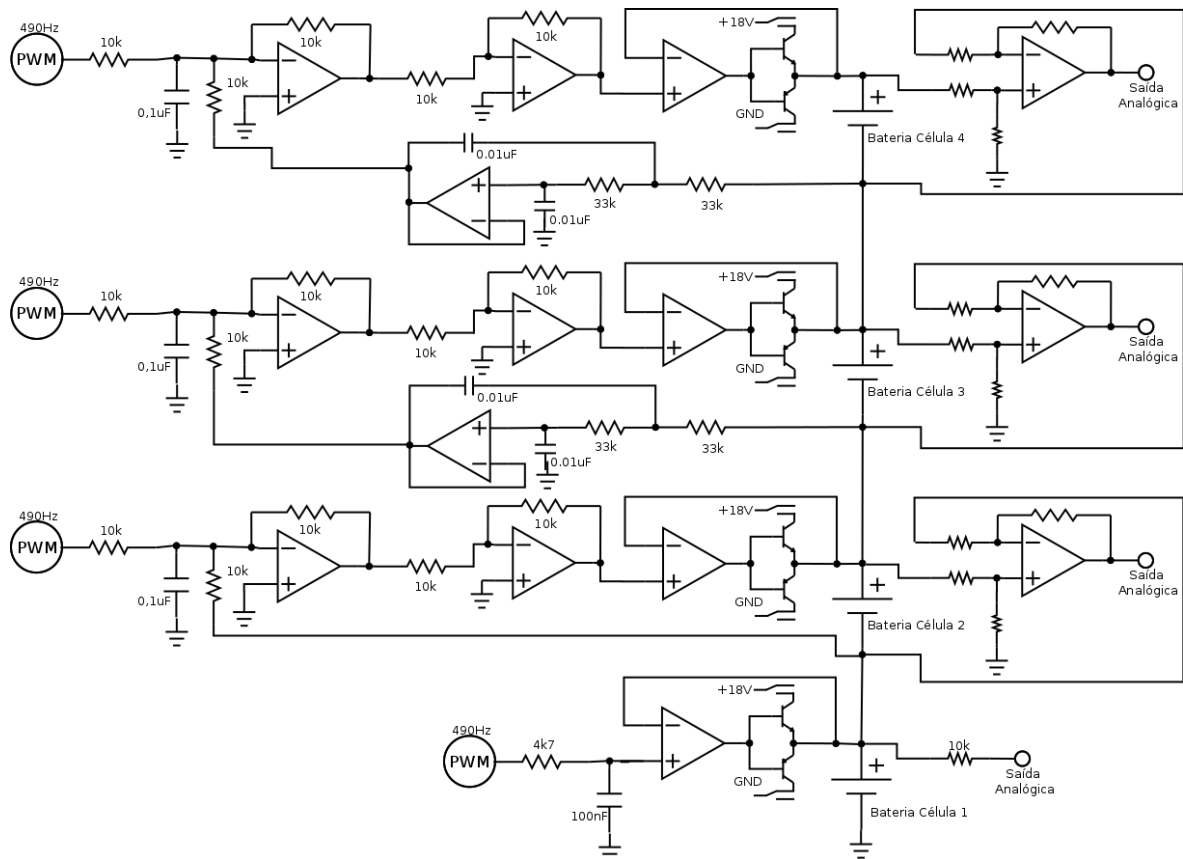 490Hz
PWM
10k
0,1uF
10k
10k
10k
10k
+18V
GND
+
Bateria Célula 4
Saída
Analógica
0.01uF
0.01uF
33k
33k
490Hz
PWM
10k
0,1uF
10k
10k
10k
10k
+18V
GND
+
Bateria Célula 3
Saída
Analógica
0.01uF
0.01uF
33k
33k
490Hz
PWM
10k
0,1uF
10k
10k
10k
10k
+18V
GND
+
Bateria Célula 2
Saída
Analógica
490Hz
PWM
4k7
100nF
+18V
GND
+
Bateria Célula 1
10k
Saída
Analógica